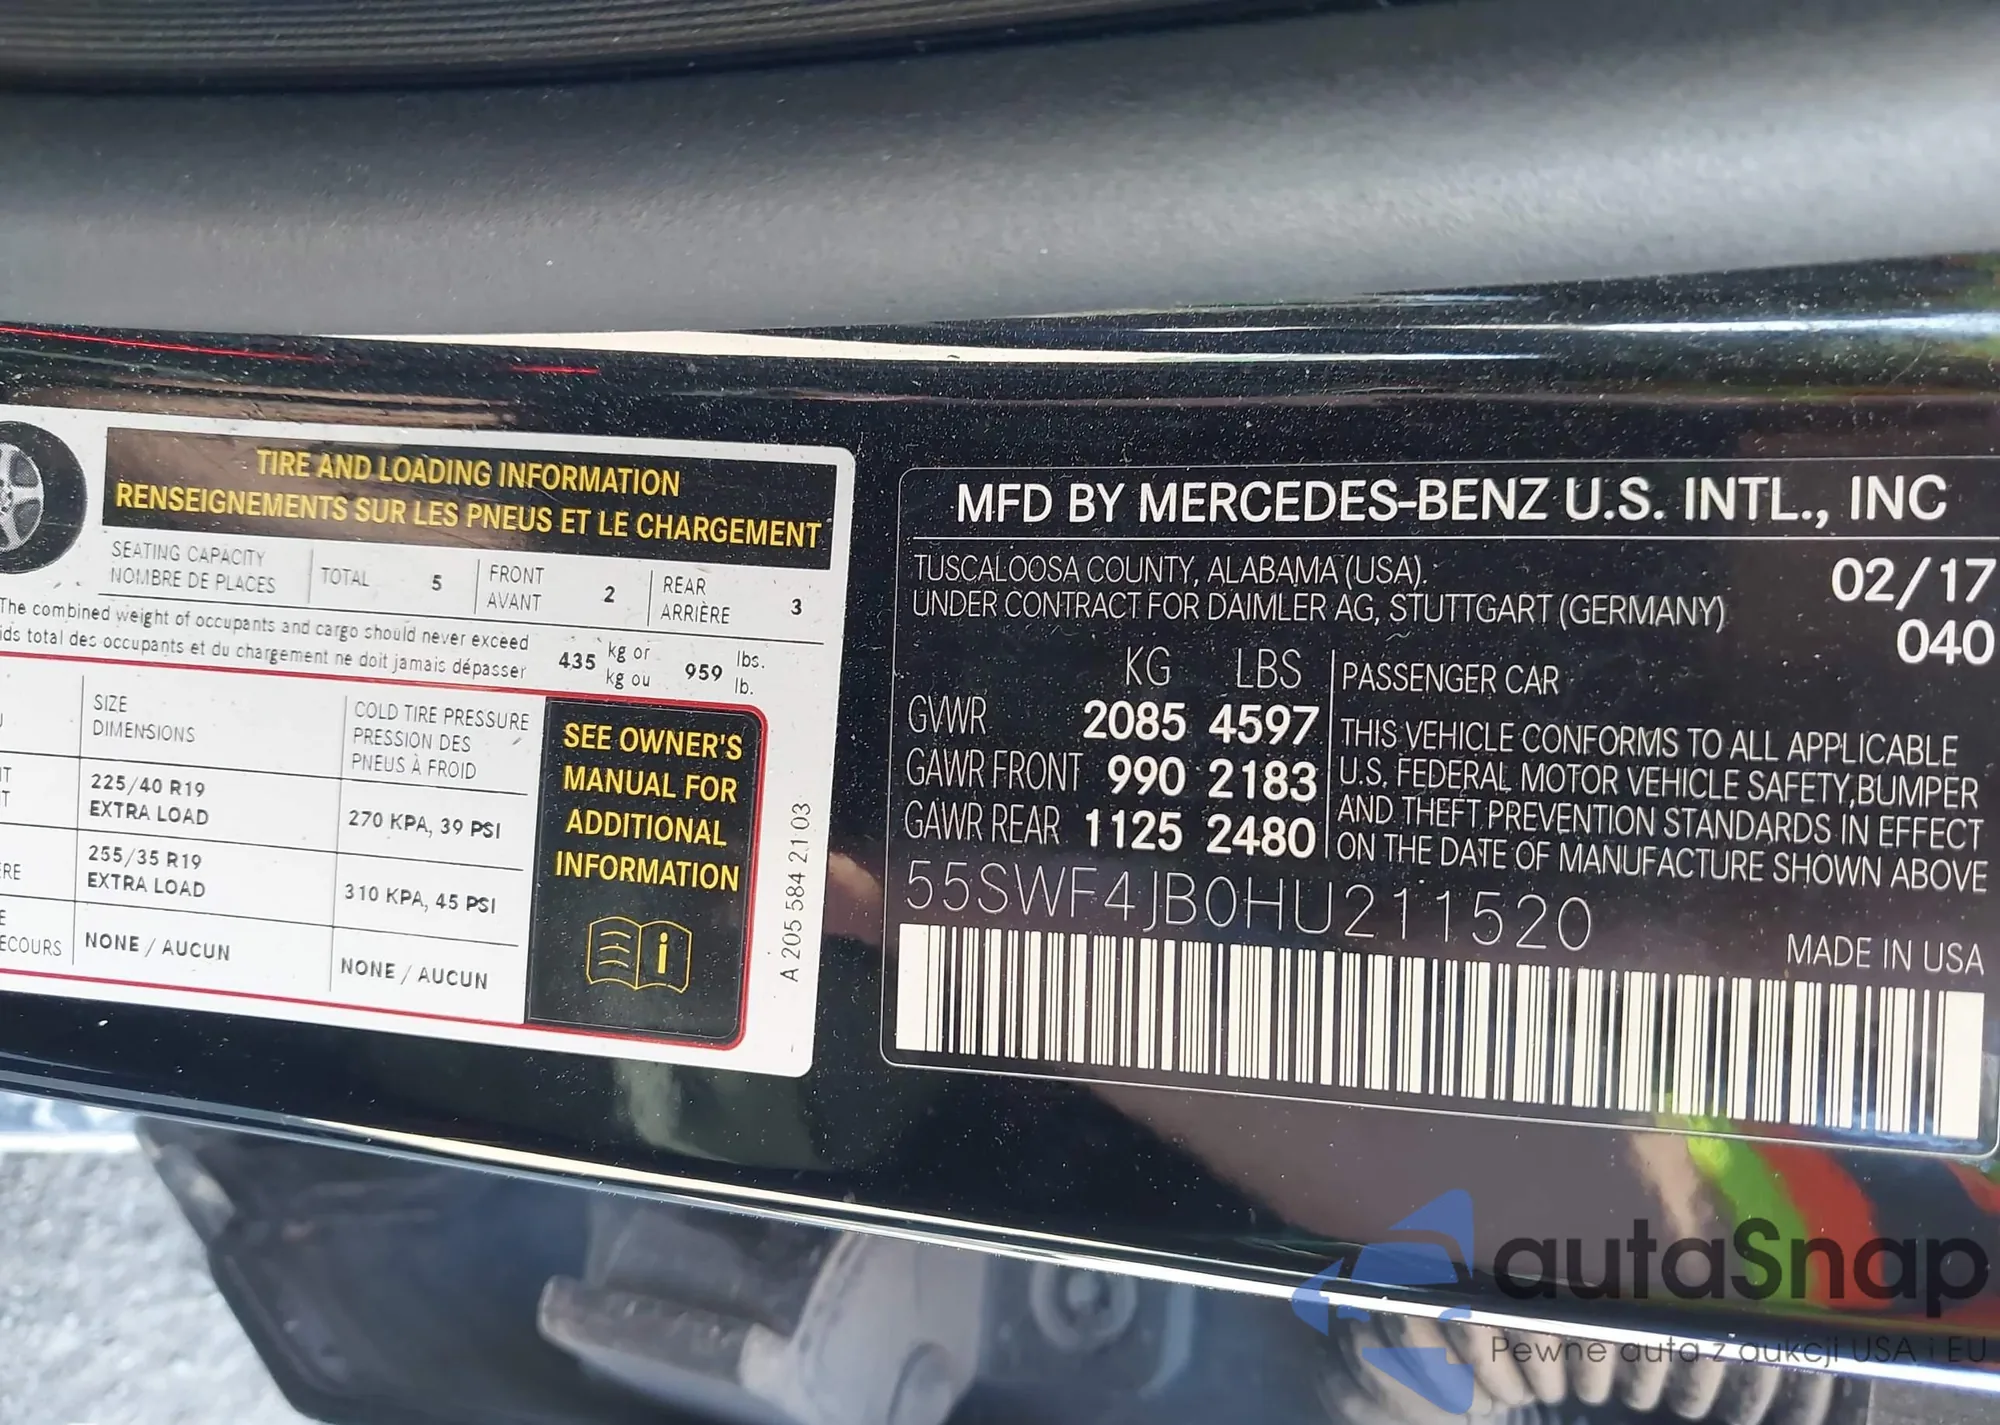 TIRE AND LOADING INFORMATION
RENSEIGNEMENTS SUR LES PNEUS ET LE CHARGEMENT
SEATING CAPACITY
NOMBRE DE PLACES
TOTAL 5
FRONT
AVANT
2
REAR
ARRIÈRE
3
The combined weight of occupants and cargo should never exceed
ids total des occupants et du chargement ne doit jamais dépasser
435
kg or
kg ou
959
lbs.
lb.
SIZE
DIMENSIONS
COLD TIRE PRESSURE
PRESSION DES
PNEUS À FROID
225/40 R19
EXTRA LOAD
270 KPA, 39 PSI
255/35 R19
EXTRA LOAD
310 KPA, 45 PSI
ECOURS
NONE / AUCUN
NONE / AUCUN
SEE OWNER'S
MANUAL FOR
ADDITIONAL
INFORMATION
A 205 584 21 03
MFD BY MERCEDES-BENZ U.S. INTL., INC
TUSCALOOSA COUNTY, ALABAMA (USA).
UNDER CONTRACT FOR DAIMLER AG, STUTTGART (GERMANY)
02/17
040
KG LBS
GVWR 2085 4597
GAWR FRONT 990 2183
GAWR REAR 1125 2480
PASSENGER CAR
THIS VEHICLE CONFORMS TO ALL APPLICABLE
U.S. FEDERAL MOTOR VEHICLE SAFETY,BUMPER
AND THEFT PREVENTION STANDARDS IN EFFECT
ON THE DATE OF MANUFACTURE SHOWN ABOVE
55SWF4JB0HU211520
MADE IN USA
autaSnap
Pewne auta z aukcji USA i EU